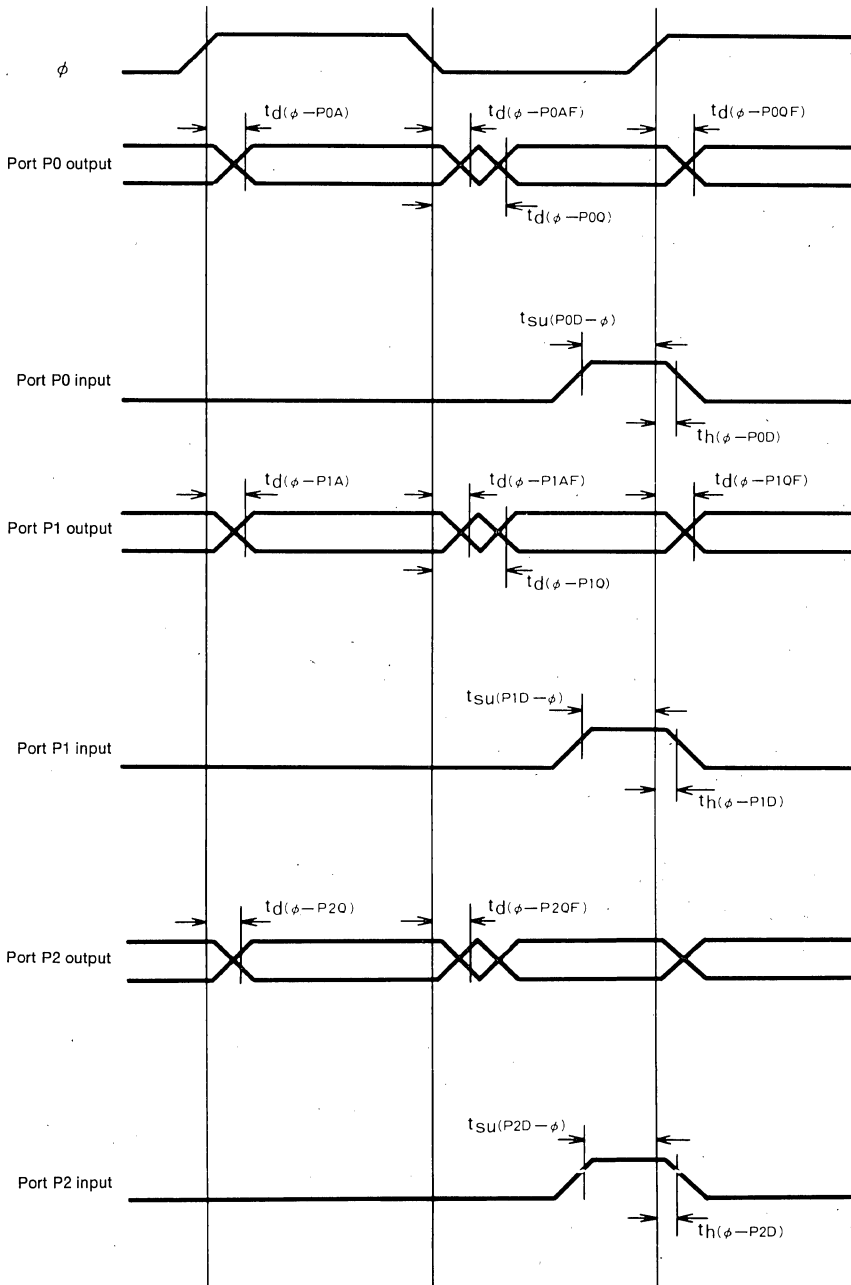 φ
td(φ−P0A)
td(φ−P0AF)
td(φ−P0QF)
Port P0 output
td(φ−P0Q)
tsu(P0D−φ)
Port P0 input
th(φ−P0D)
td(φ−P1A)
td(φ−P1AF)
td(φ−P1QF)
Port P1 output
td(φ−P1Q)
tsu(P1D−φ)
Port P1 input
th(φ−P1D)
td(φ−P2Q)
td(φ−P2QF)
Port P2 output
tsu(P2D−φ)
Port P2 input
th(φ−P2D)